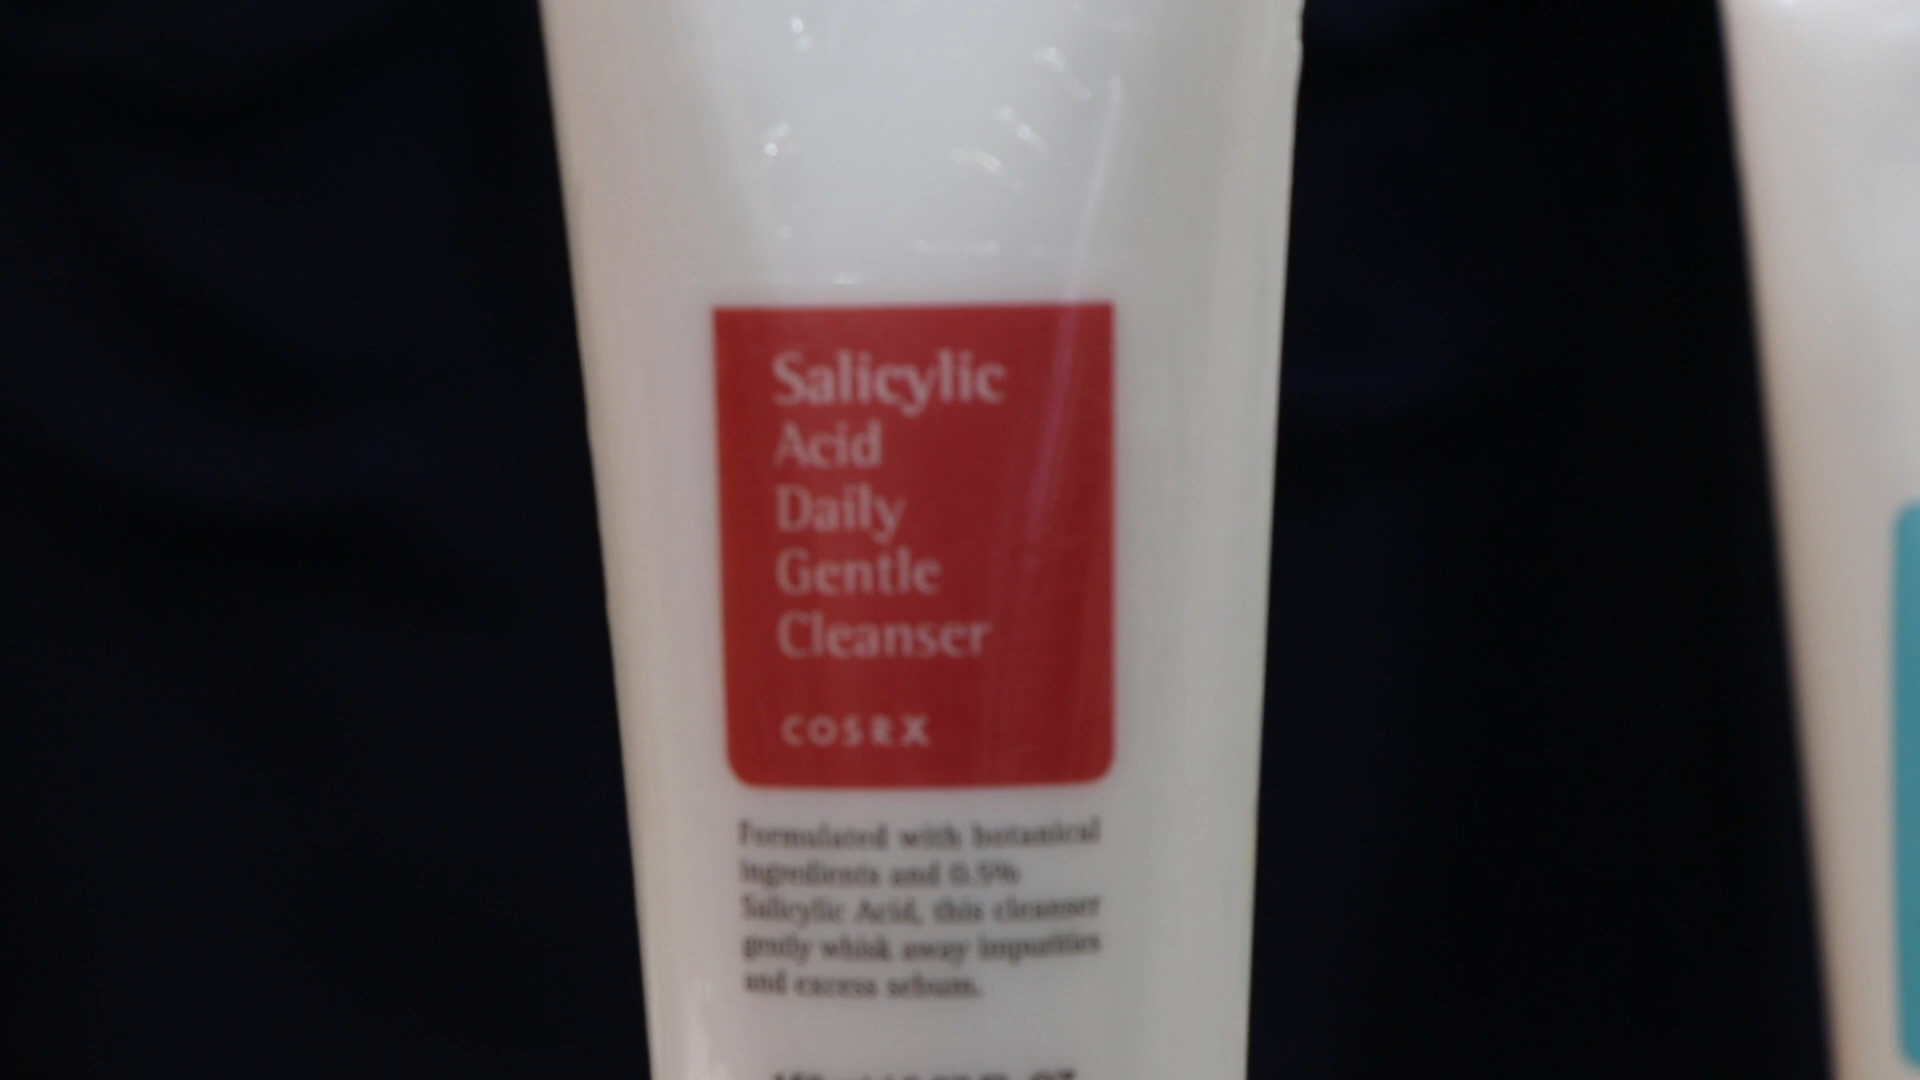 Salicylic
Acid
Daily
Gentle
Cleanser
COSRX
Formulated with botanical
ingredients and 0.5%
Salicylic Acid, this cleanser
gently whisk away impurities
and excess sebum.